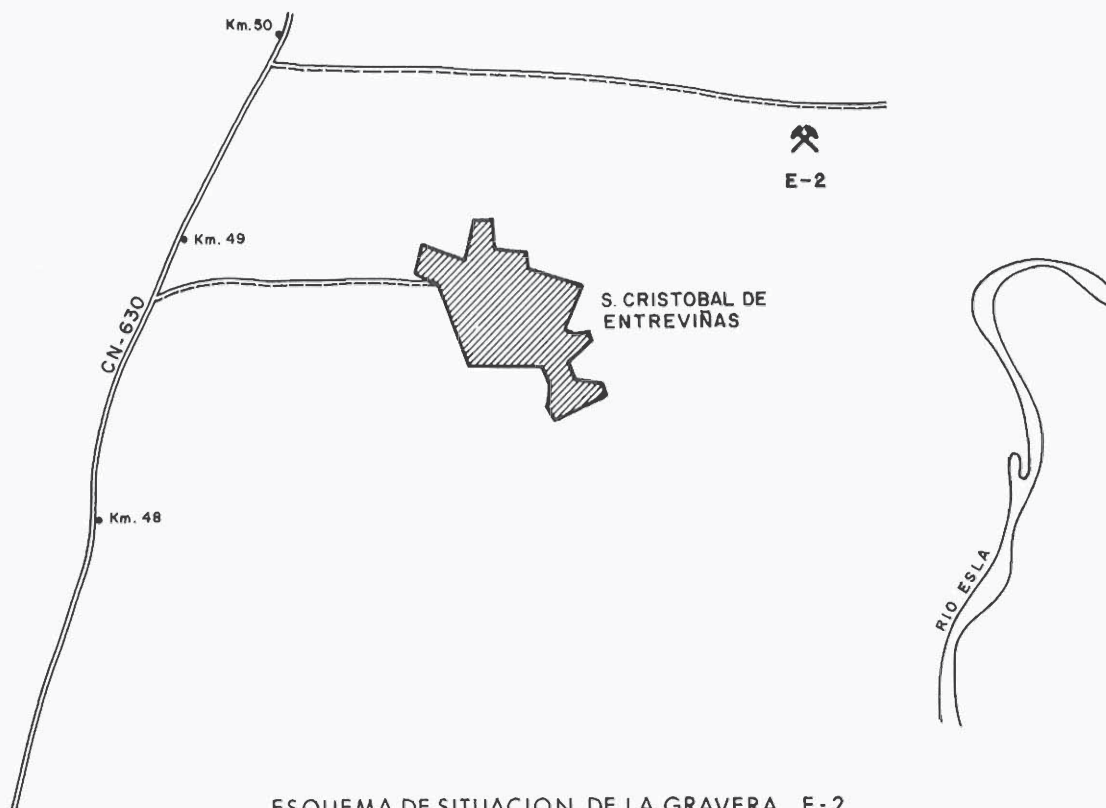 Km. 50
E-2
Km. 49
S. CRISTOBAL DE
ENTREVIÑAS
CN-630
Km. 48
RIO ESLA
ESQUEMA DE SITUACION DE LA GRAVERA E-2